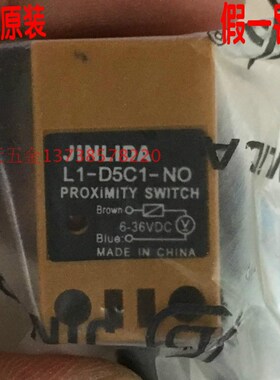 原装
假一
JINLIDA
L1-D5C1-NO
PROXIMITY SWITCH
Brown
6-36VDC
V
Blue
MADE IN CHINA